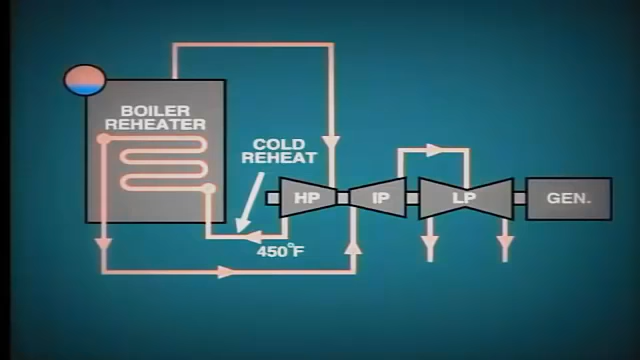 BOILER
REHEATER
COLD
REHEAT
HP
IP
LP
GEN.
450°F